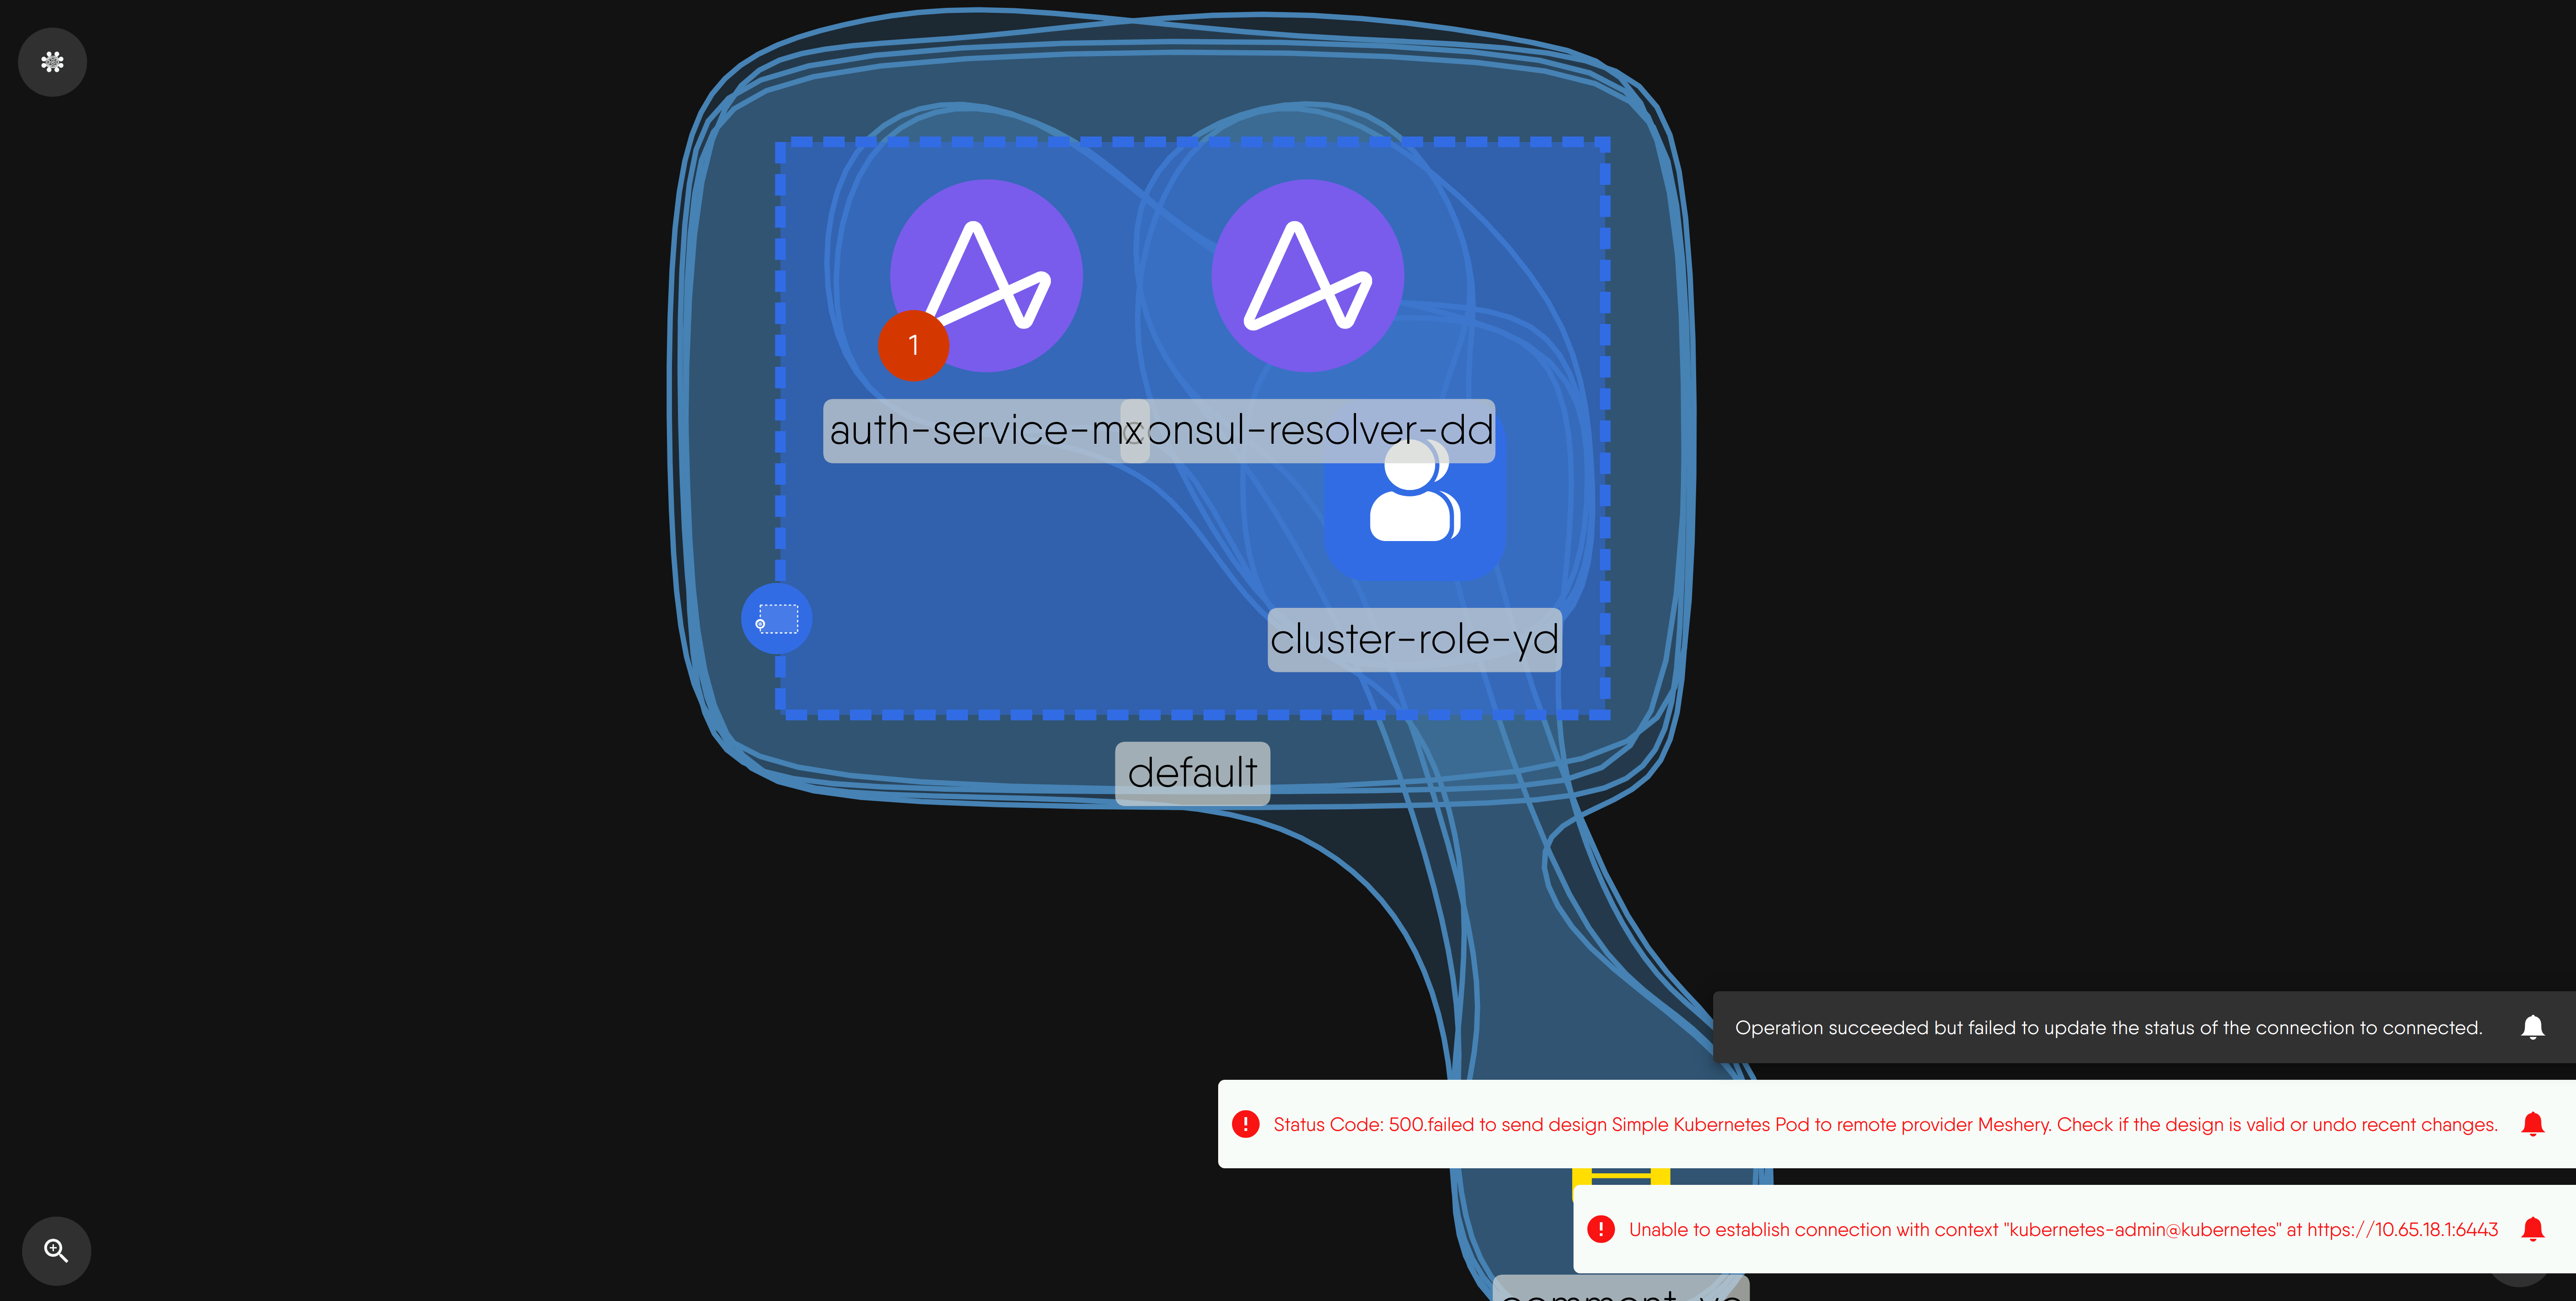 1
auth-service-mx
onsul-resolver-dd
cluster-role-yd
default
Operation succeeded but failed to update the status of the connection to connected.
Status Code: 500.failed to send design Simple Kubernetes Pod to remote provider Meshery. Check if the design is valid or undo recent changes.
Unable to establish connection with context "kubernetes-admin@kubernetes" at https://10.65.18.1:6443